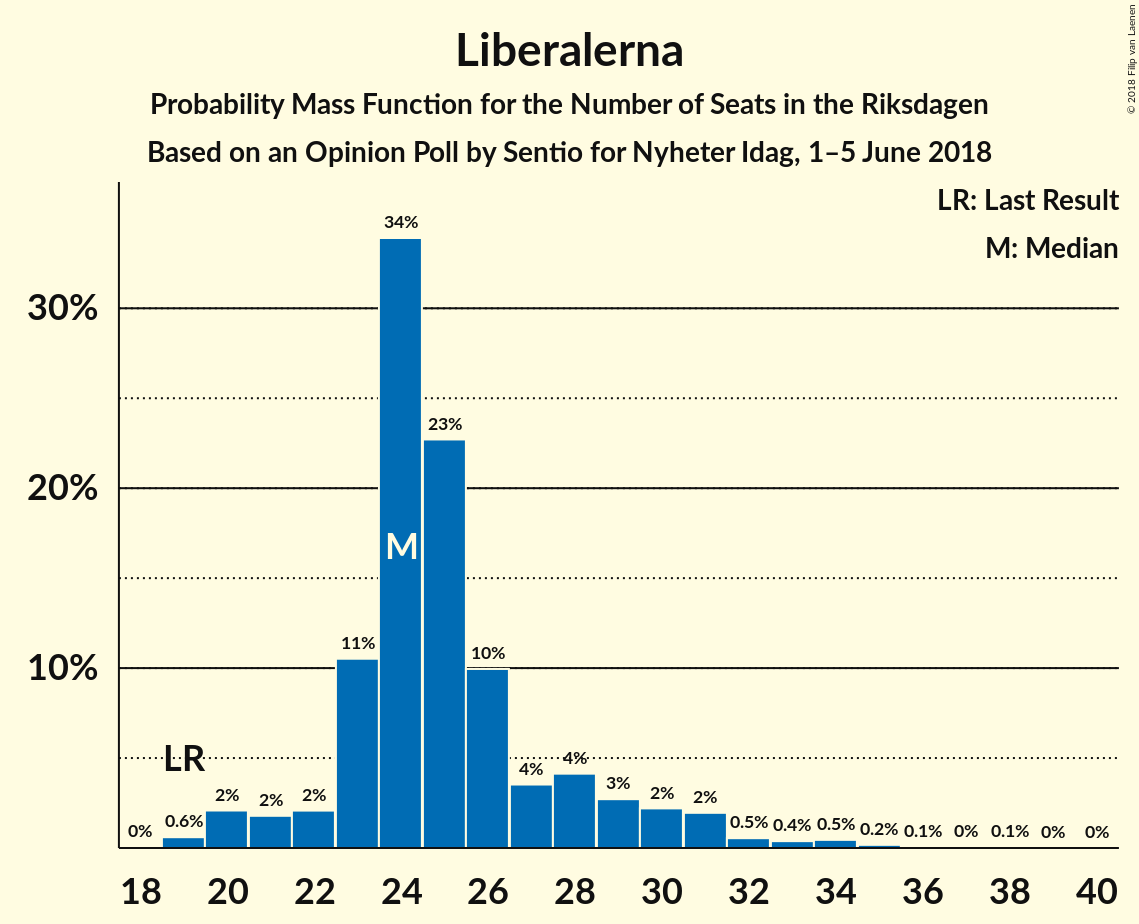 Liberalerna
Probability Mass Function for the Number of Seats in the Riksdagen
Based on an Opinion Poll by Sentio for Nyheter Idag, 1–5 June 2018
© 2018 Filip van Laenen
LR: Last Result
M: Median
34%
30%
23%
20%
M
11%
10%
10%
LR
4%
4%
3%
2%
2%
2%
2%
2%
0%
0.6%
0.5%
0.4%
0.5%
0.2%
0.1%
0%
0.1%
0%
0%
18 20 22 24 26 28 30 32 34 36 38 40